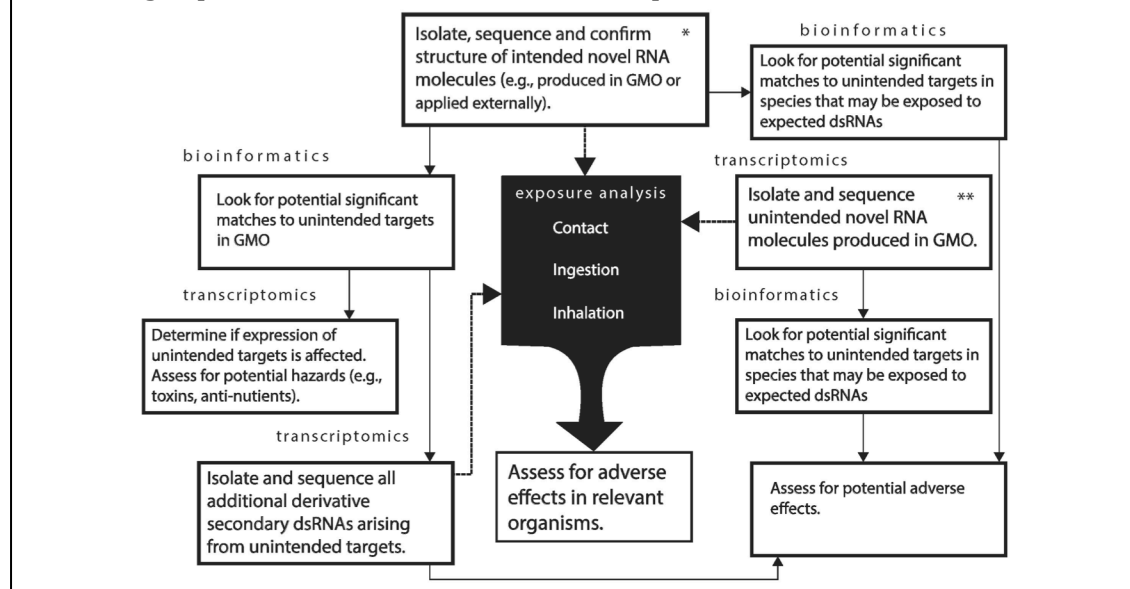 Isolate, sequence and confirm *
structure of intended novel RNA
molecules (e.g., produced in GMO or
applied externally).
bioinformatics
Look for potential significant
matches to unintended targets in
species that may be exposed to
expected dsRNAs
bioinformatics
Look for potential significant
matches to unintended targets
in GMO
exposure analysis
Contact
Ingestion
Inhalation
transcriptomics
Isolate and sequence **
unintended novel RNA
molecules produced in GMO.
transcriptomics
Determine if expression of
unintended targets is affected.
Assess for potential hazards (e.g.,
toxins, anti-nutients).
bioinformatics
Look for potential significant
matches to unintended targets in
species that may be exposed to
expected dsRNAs
transcriptomics
Isolate and sequence all
additional derivative
secondary dsRNAs arising
from unintended targets.
Assess for adverse
effects in relevant
organisms.
Assess for potential adverse
effects.